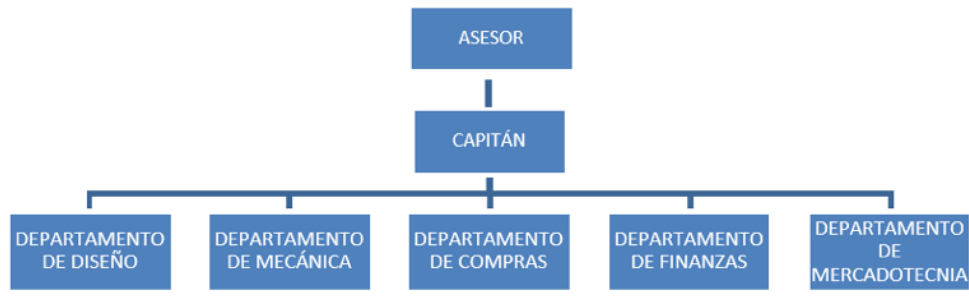 ASESOR
CAPITÁN
DEPARTAMENTO
DE DISEÑO
DEPARTAMENTO
DE MECÁNICA
DEPARTAMENTO
DE COMPRAS
DEPARTAMENTO
DE FINANZAS
DEPARTAMENTO
DE
MERCADOTECNIA